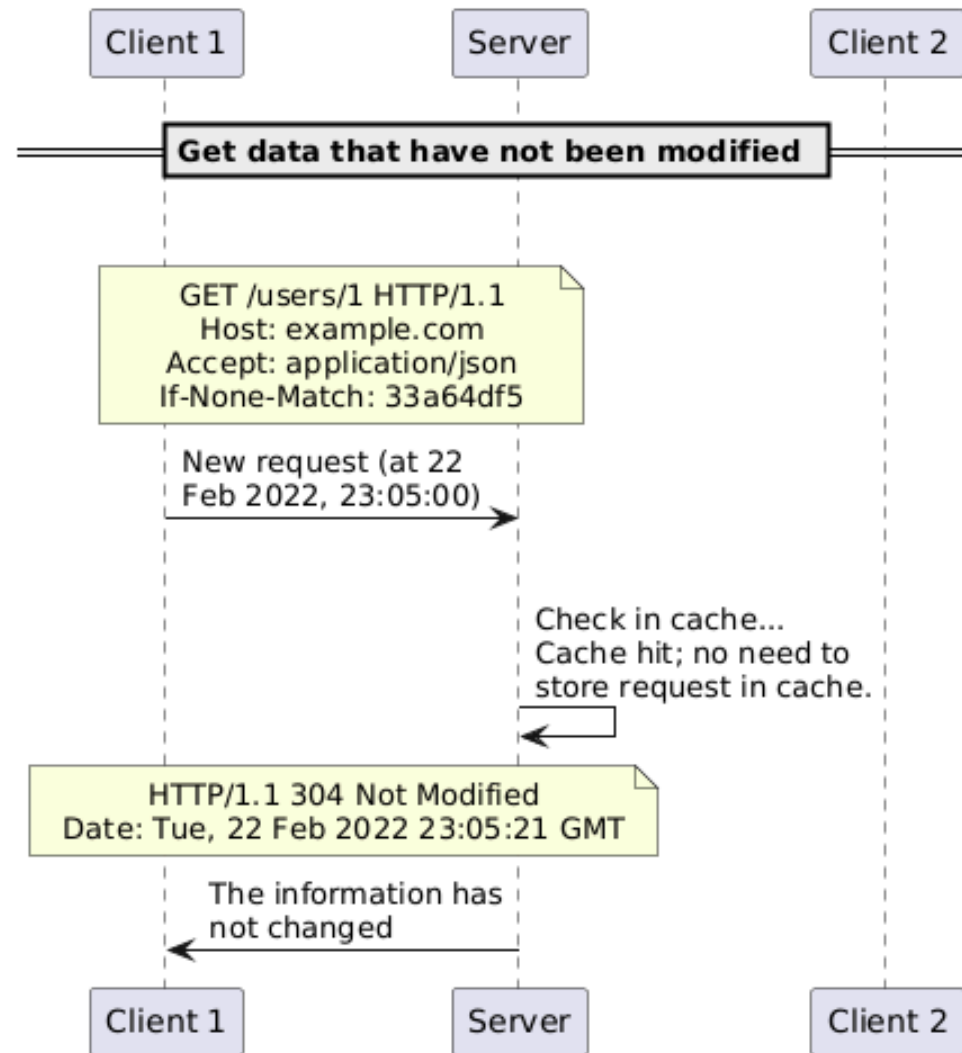 Client 1
Server
Client 2
Get data that have not been modified
GET /users/1 HTTP/1.1
Host: example.com
Accept: application/json
If-None-Match: 33a64df5
New request (at 22
Feb 2022, 23:05:00)
Check in cache...
Cache hit; no need to
store request in cache.
HTTP/1.1 304 Not Modified
Date: Tue, 22 Feb 2022 23:05:21 GMT
The information has
not changed
Client 1
Server
Client 2